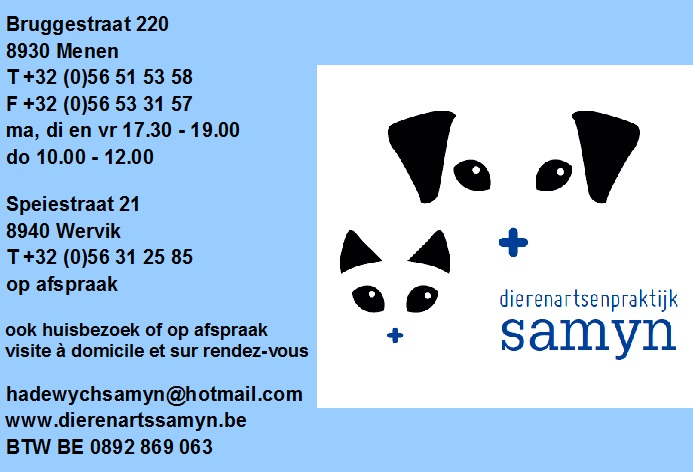 Bruggestraat 220
8930 Menen
T +32 (0)56 51 53 58
F +32 (0)56 53 31 57
ma, di en vr 17.30 - 19.00
do 10.00 - 12.00
Speiestraat 21
8940 Wervik
T +32 (0)56 31 25 85
op afspraak
ook huisbezoek of op afspraak
visite à domicile et sur rendez-vous
hadewychsamyn@hotmail.com
www.dierenartssamyn.be
BTW BE 0892 869 063
dierenartsenpraktijk
samyn